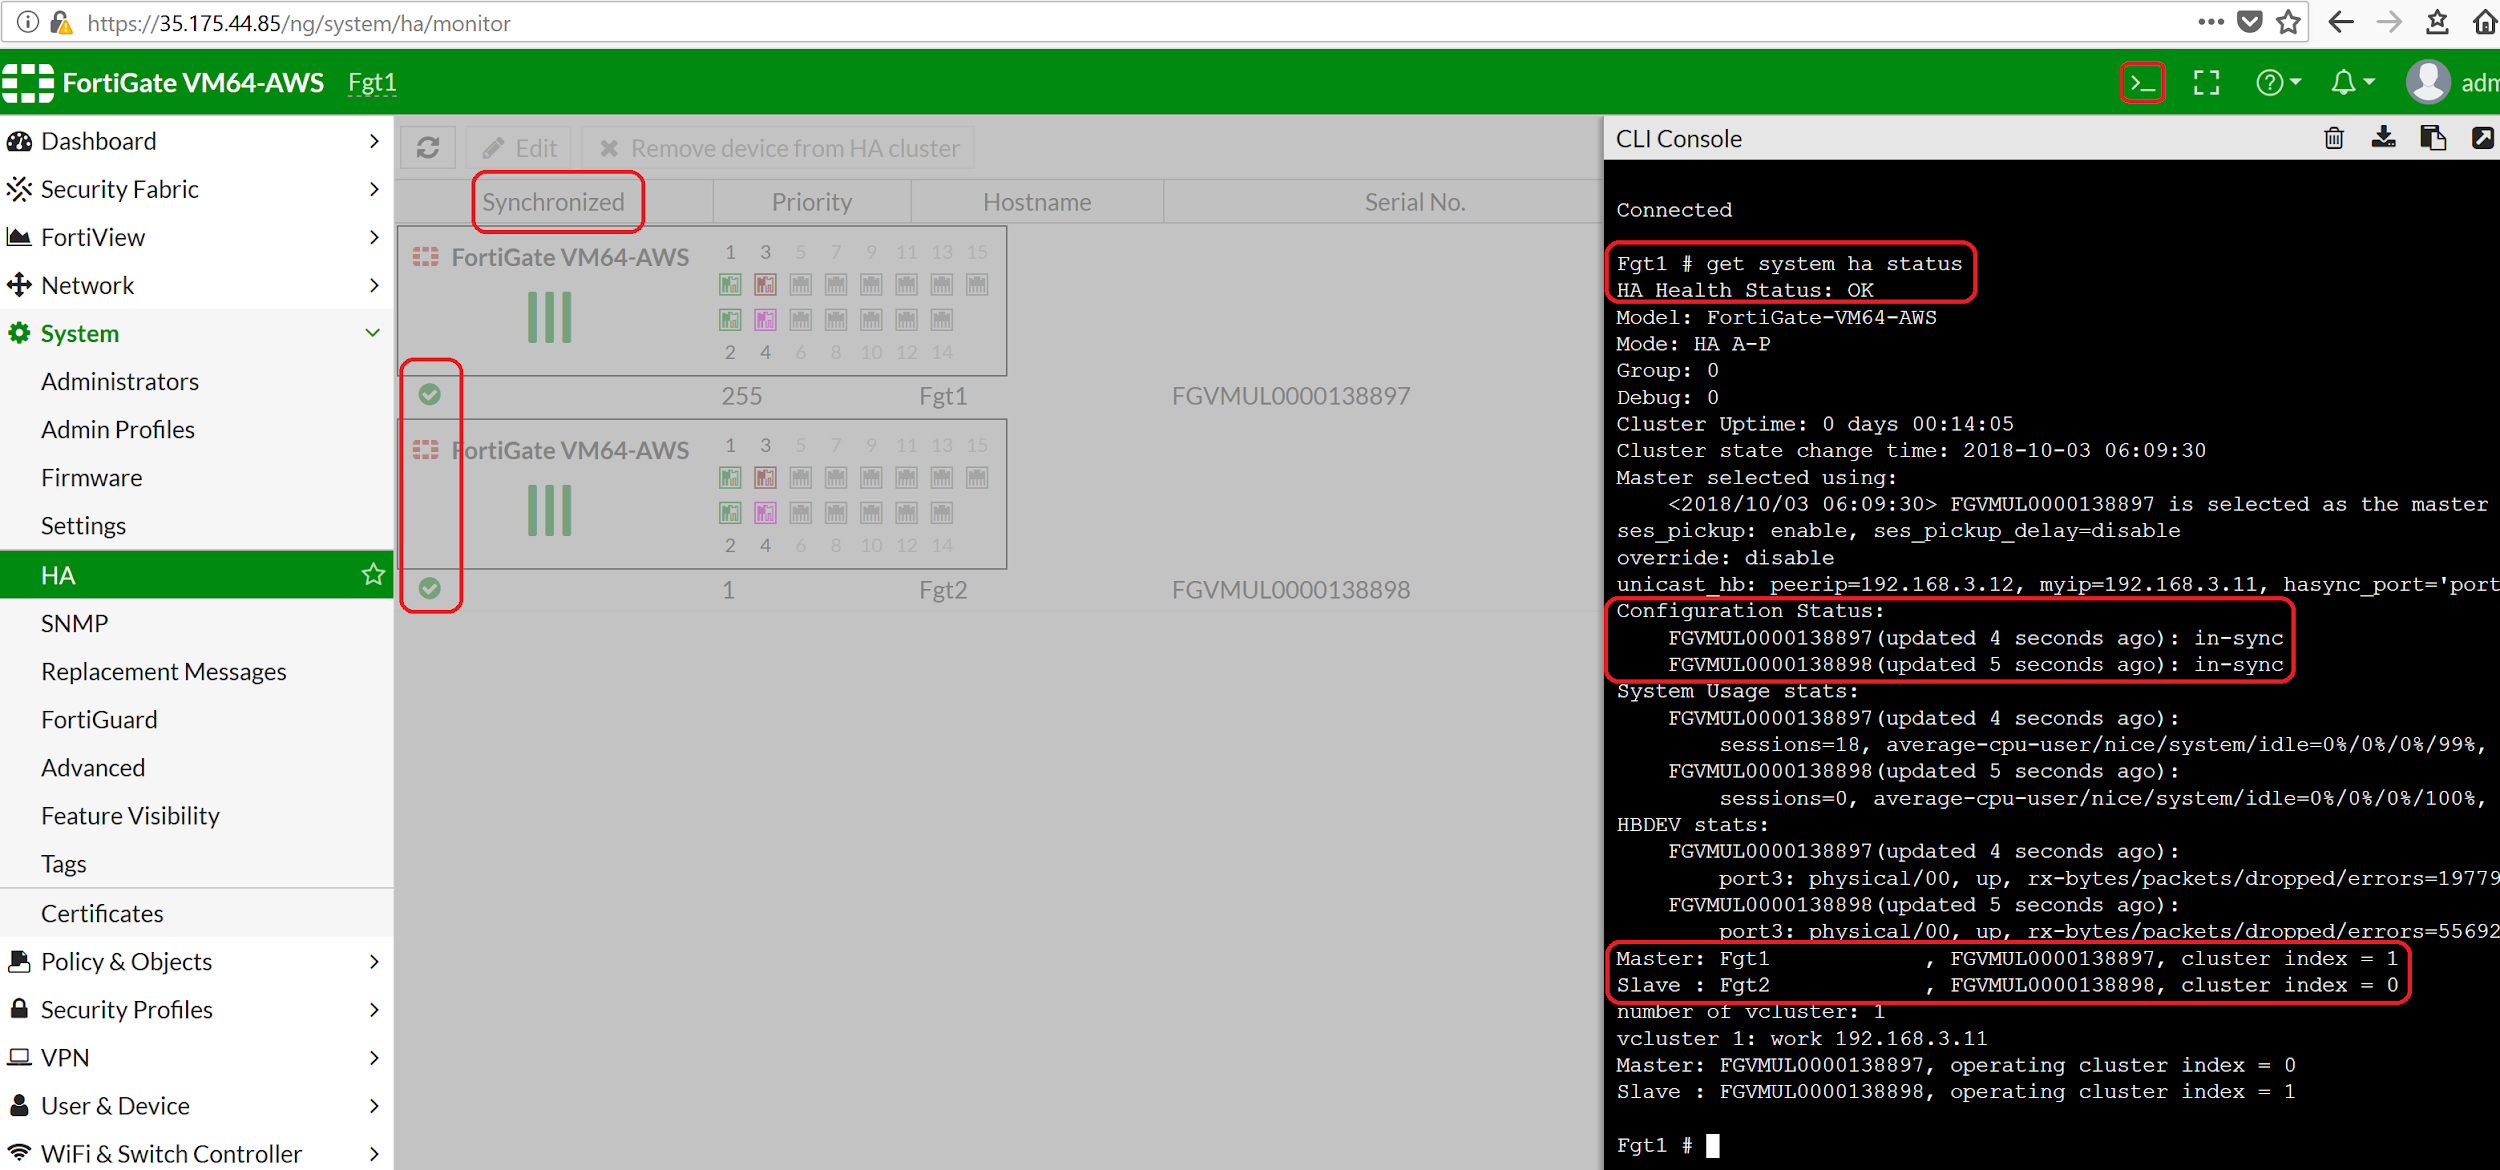 https://35.175.44.85/ng/system/ha/monitor
FortiGate VM64-AWS Fgt1
Dashboard
Security Fabric
FortiView
Network
System
Administrators
Admin Profiles
Firmware
Settings
HA
SNMP
Replacement Messages
FortiGuard
Advanced
Feature Visibility
Tags
Certificates
Policy & Objects
Security Profiles
VPN
User & Device
WiFi & Switch Controller
Edit Remove device from HA cluster
Synchronized Priority Hostname Serial No.
FortiGate VM64-AWS 1 3 5 7 9 11 13 15
2 4 6 8 10 12 14
255 Fgt1 FGVMUL0000138897
FortiGate VM64-AWS 1 3 5 7 9 11 13 15
2 4 6 8 10 12 14
1 Fgt2 FGVMUL0000138898
>_ ? adm
CLI Console
Connected
Fgt1 # get system ha status
HA Health Status: OK
Model: FortiGate-VM64-AWS
Mode: HA A-P
Group: 0
Debug: 0
Cluster Uptime: 0 days 00:14:05
Cluster state change time: 2018-10-03 06:09:30
Master selected using:
<2018/10/03 06:09:30> FGVMUL0000138897 is selected as the master
ses_pickup: enable, ses_pickup_delay=disable
override: disable
unicast_hb: peerip=192.168.3.12, myip=192.168.3.11, hasync_port='port
Configuration Status:
FGVMUL0000138897(updated 4 seconds ago): in-sync
FGVMUL0000138898(updated 5 seconds ago): in-sync
System Usage stats:
FGVMUL0000138897(updated 4 seconds ago):
sessions=18, average-cpu-user/nice/system/idle=0%/0%/0%/99%,
FGVMUL0000138898(updated 5 seconds ago):
sessions=0, average-cpu-user/nice/system/idle=0%/0%/0%/100%,
HBDEV stats:
FGVMUL0000138897(updated 4 seconds ago):
port3: physical/00, up, rx-bytes/packets/dropped/errors=19779
FGVMUL0000138898(updated 5 seconds ago):
port3: physical/00, up, rx-bytes/packets/dropped/errors=55692
Master: Fgt1 , FGVMUL0000138897, cluster index = 1
Slave : Fgt2 , FGVMUL0000138898, cluster index = 0
number of vcluster: 1
vcluster 1: work 192.168.3.11
Master: FGVMUL0000138897, operating cluster index = 0
Slave : FGVMUL0000138898, operating cluster index = 1
Fgt1 #